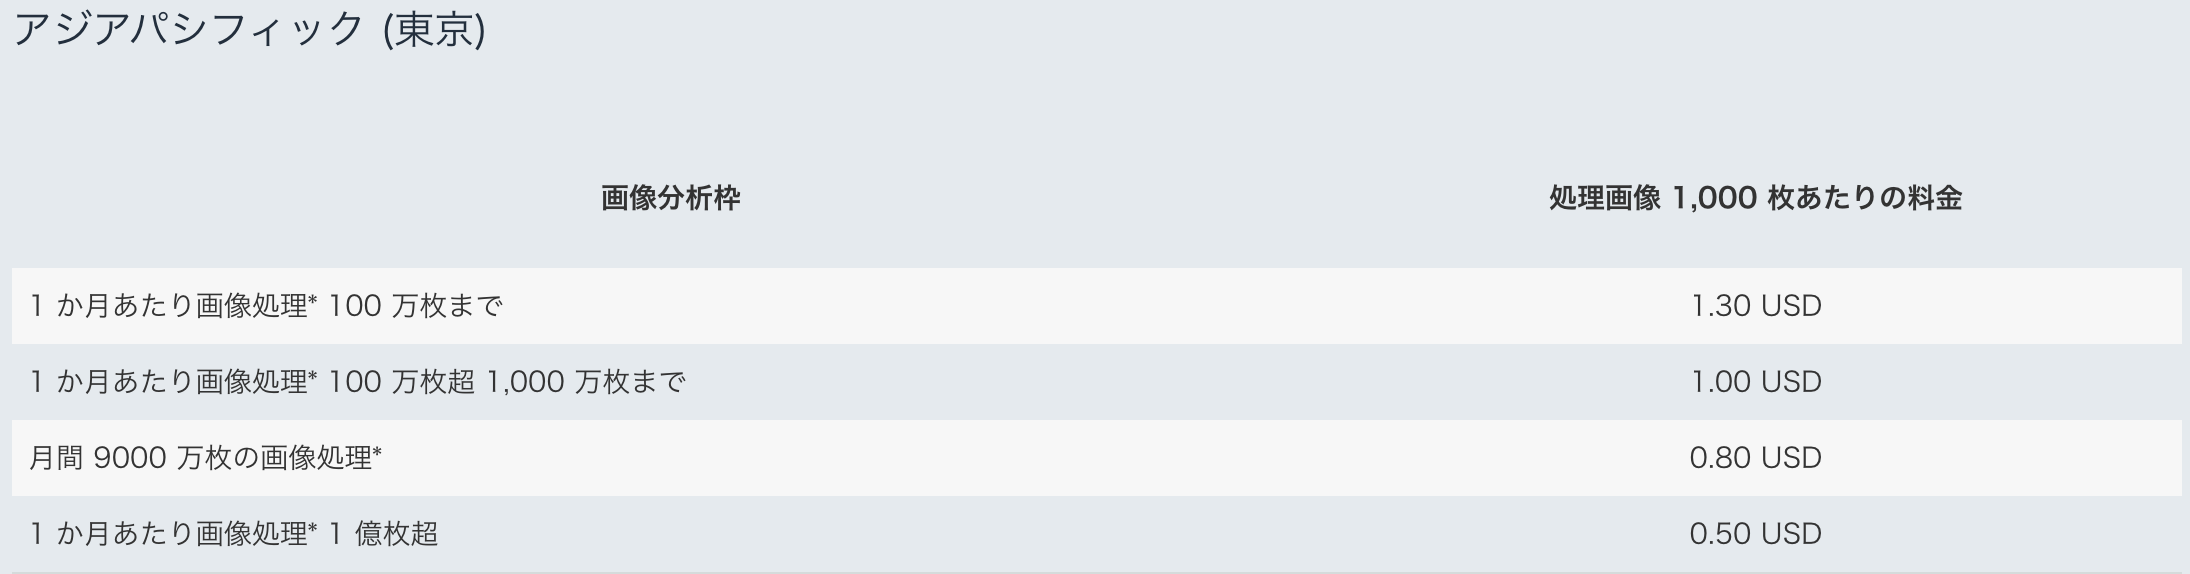 アジアパシフィック (東京)
画像分析枠 処理画像 1,000 枚あたりの料金
1 か月あたり画像処理* 100 万枚まで 1.30 USD
1 か月あたり画像処理* 100 万枚超 1,000 万枚まで 1.00 USD
月間 9000 万枚の画像処理* 0.80 USD
1 か月あたり画像処理* 1 億枚超 0.50 USD